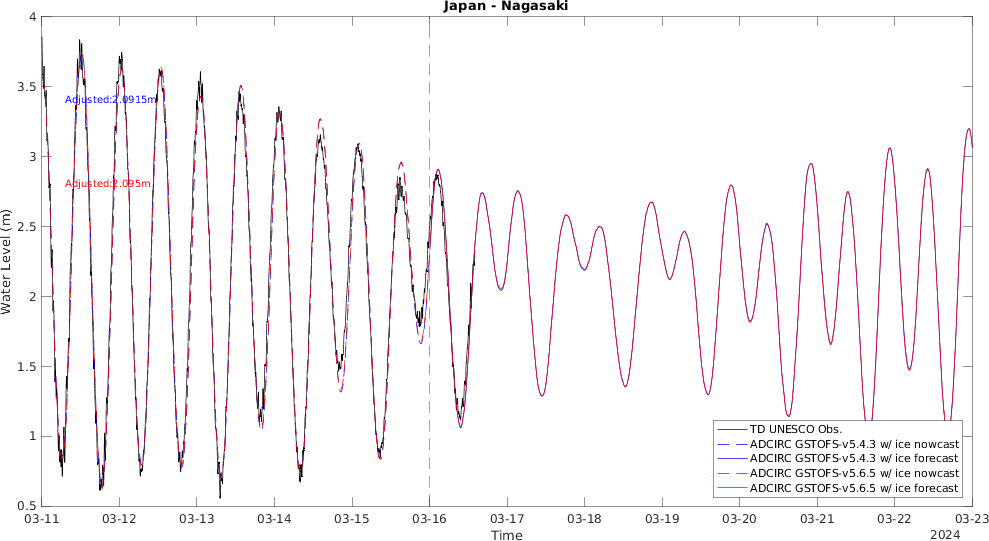 Japan - Nagasaki
4
3.5
3
2.5
2
1.5
1
0.5
Water Level (m)
Adjusted:2.0915m
Adjusted:2.095m
TD UNESCO Obs.
ADCIRC GSTOFS-v5.4.3 w/ ice nowcast
ADCIRC GSTOFS-v5.4.3 w/ ice forecast
ADCIRC GSTOFS-v5.6.5 w/ ice nowcast
ADCIRC GSTOFS-v5.6.5 w/ ice forecast
03-11 03-12 03-13 03-14 03-15 03-16 03-17 03-18 03-19 03-20 03-21 03-22 03-23
Time
2024